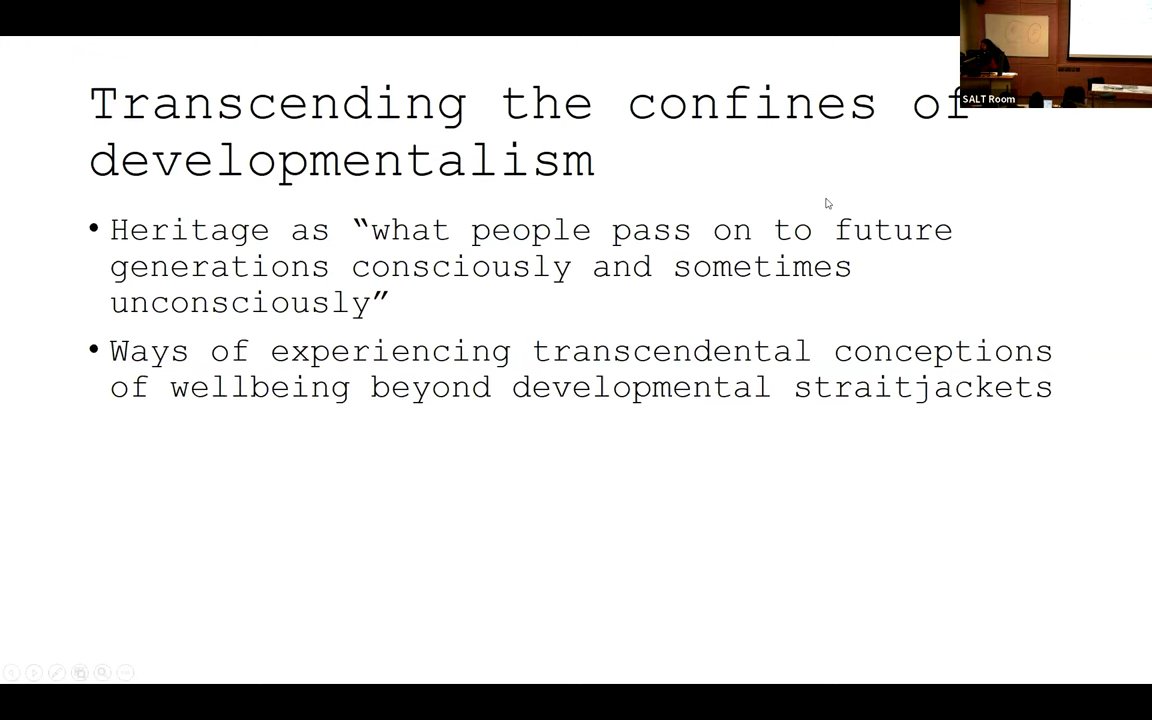 Transcending the confines of
developmentalism
• Heritage as “what people pass on to future
generations consciously and sometimes
unconsciously”
• Ways of experiencing transcendental conceptions
of wellbeing beyond developmental straitjackets
SALT Room